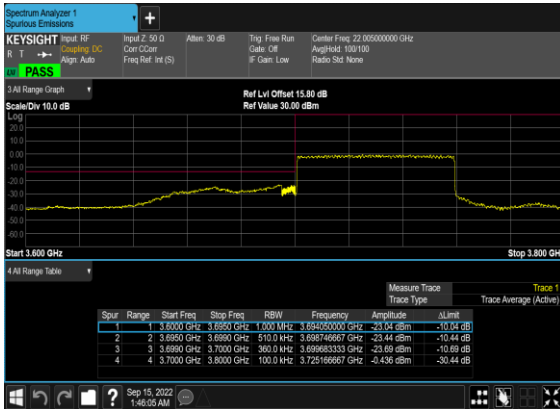 Spectrum Analyzer 1
Spurious Emissions
KEYSIGHT
R T
LXI PASS
Input: RF
Coupling: DC
Align: Auto
Input Z: 50 Ω
Corr CCorr
Freq Ref: Int (S)
Atten: 30 dB
Trig: Free Run
Gate: Off
IF Gain: Low
Center Freq: 22.005000000 GHz
Avg|Hold: 100/100
Radio Std: None
3 All Range Graph
Ref Lvl Offset 15.80 dB
Scale/Div 10.0 dB
Ref Value 30.00 dBm
Log
20.0
10.0
0.00
-10.0
-20.0
-30.0
-40.0
-50.0
-60.0
Start 3.600 GHz
Stop 3.800 GH
4 All Range Table
Measure Trace Trace 1
Trace Type Trace Average (Active)
Spur Range Start Freq Stop Freq RBW Frequency Amplitude ΔLimit
1 1 3.6000 GHz 3.6950 GHz 1.000 MHz 3.694050000 GHz -23.04 dBm -10.04 dB
2 2 3.6950 GHz 3.6990 GHz 510.0 kHz 3.698746667 GHz -23.44 dBm -10.44 dB
3 3 3.6990 GHz 3.7000 GHz 360.0 kHz 3.699683333 GHz -23.69 dBm -10.69 dB
4 4 3.7000 GHz 3.8000 GHz 100.0 kHz 3.725166667 GHz -0.436 dBm -30.44 dB
Sep 15, 2022
1:46:05 AM